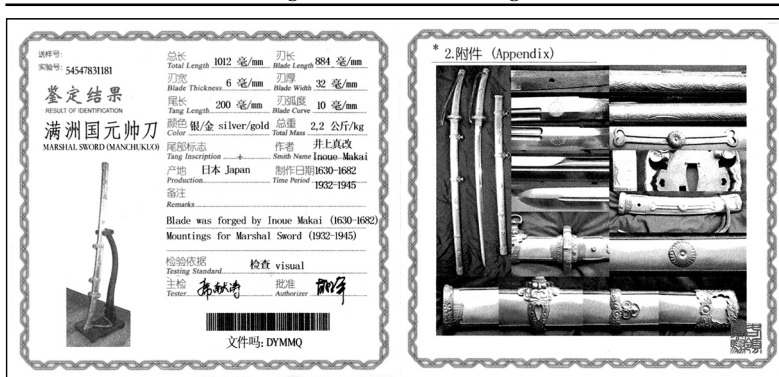 送样号:
实验号: 54547831181
鉴定结果
RESULT OF IDENTIFICATION
满洲国元帅刀
MARSHAL SWORD (MANCHUKUO)
总长 1012 毫/mm 刃长 884 毫/mm
Total Length Blade Length
刃宽 6 毫/mm 刃厚 32 毫/mm
Blade Thickness Blade Width
尾长 200 毫/mm 刃弧度 10 毫/mm
Tang Length Blade Curve
颜色 银/金 silver/gold 总重 2,2 公斤/kg
Color Total Mass
尾部标志 作者 井上真改
Tang Inscription + Smith Name Inoue Makai
产地 日本 Japan 制作日期 1630-1682
Production Time Period 1932-1945
备注
Remarks
Blade was forged by Inoue Makai (1630-1682)
Mountings for Marshal Sword (1932-1945)
检验依据 检查 visual
Testing Standard
主检 批准
Tester Authorizer
文件吗: DYMMQ
* 2.附件 (Appendix)